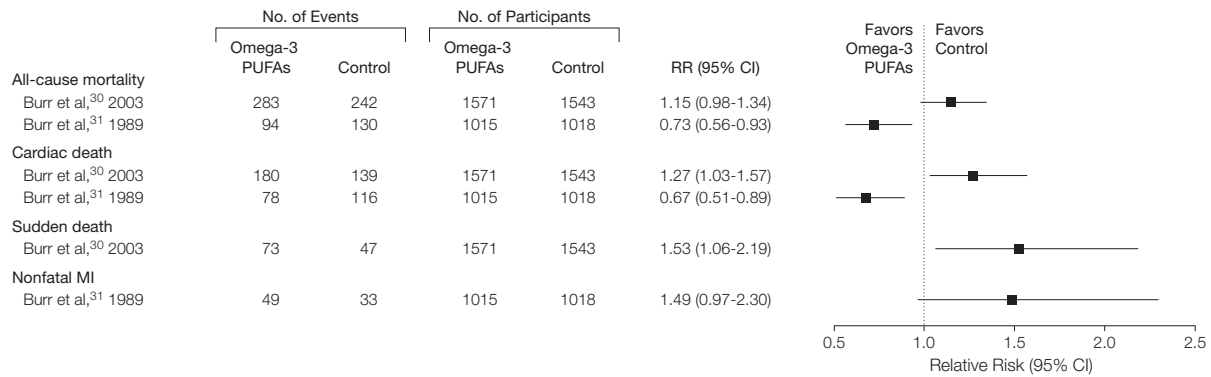 No. of Events No. of Participants
Favors Favors
Omega-3 Control
PUFAs
Omega-3 Omega-3
PUFAs Control PUFAs Control RR (95% CI)
All-cause mortality
Burr et al,30 2003 283 242 1571 1543 1.15 (0.98-1.34)
Burr et al,31 1989 94 130 1015 1018 0.73 (0.56-0.93)
Cardiac death
Burr et al,30 2003 180 139 1571 1543 1.27 (1.03-1.57)
Burr et al,31 1989 78 116 1015 1018 0.67 (0.51-0.89)
Sudden death
Burr et al,30 2003 73 47 1571 1543 1.53 (1.06-2.19)
Nonfatal MI
Burr et al,31 1989 49 33 1015 1018 1.49 (0.97-2.30)
0.5 1.0 1.5 2.0 2.5
Relative Risk (95% CI)